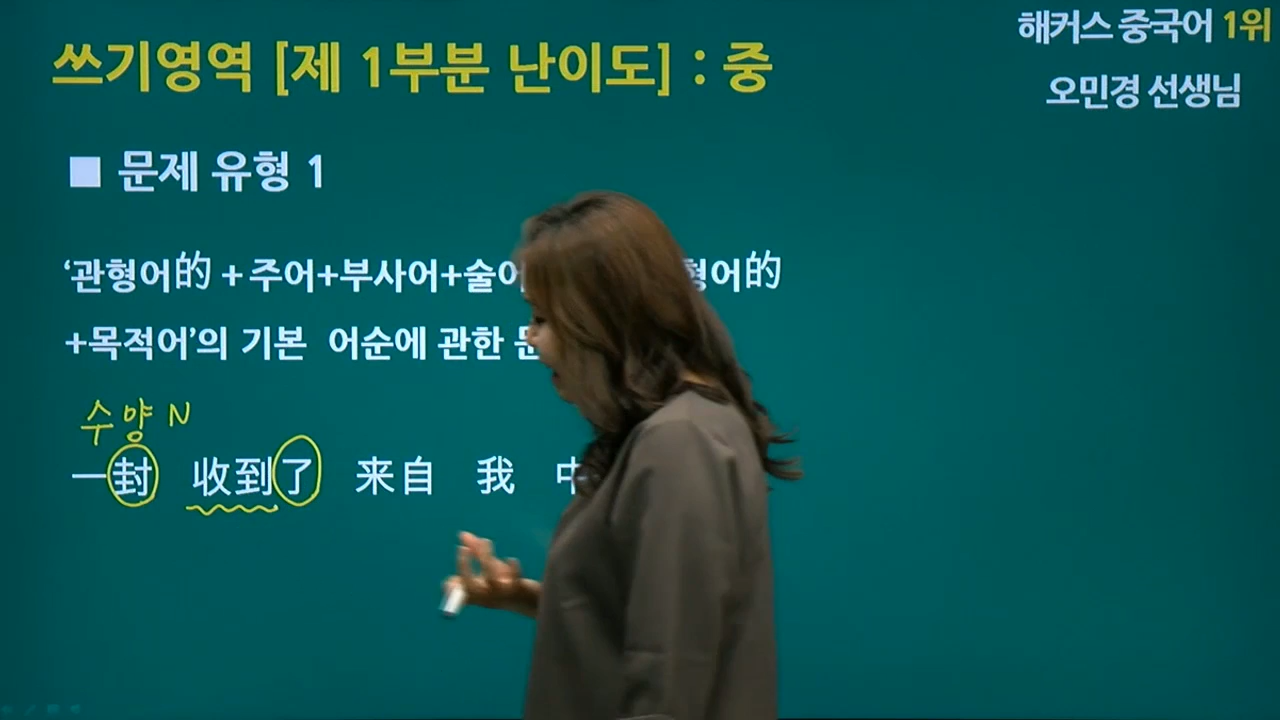 해커스 중국어 1위
쓰기영역 [제 1부분 난이도] : 중
오민경 선생님
■ 문제 유형 1
‘관형어的 + 주어+부사어+술어 형어的
+목적어’의 기본 어순에 관한
수 양 N
一封 收到了 来自 我